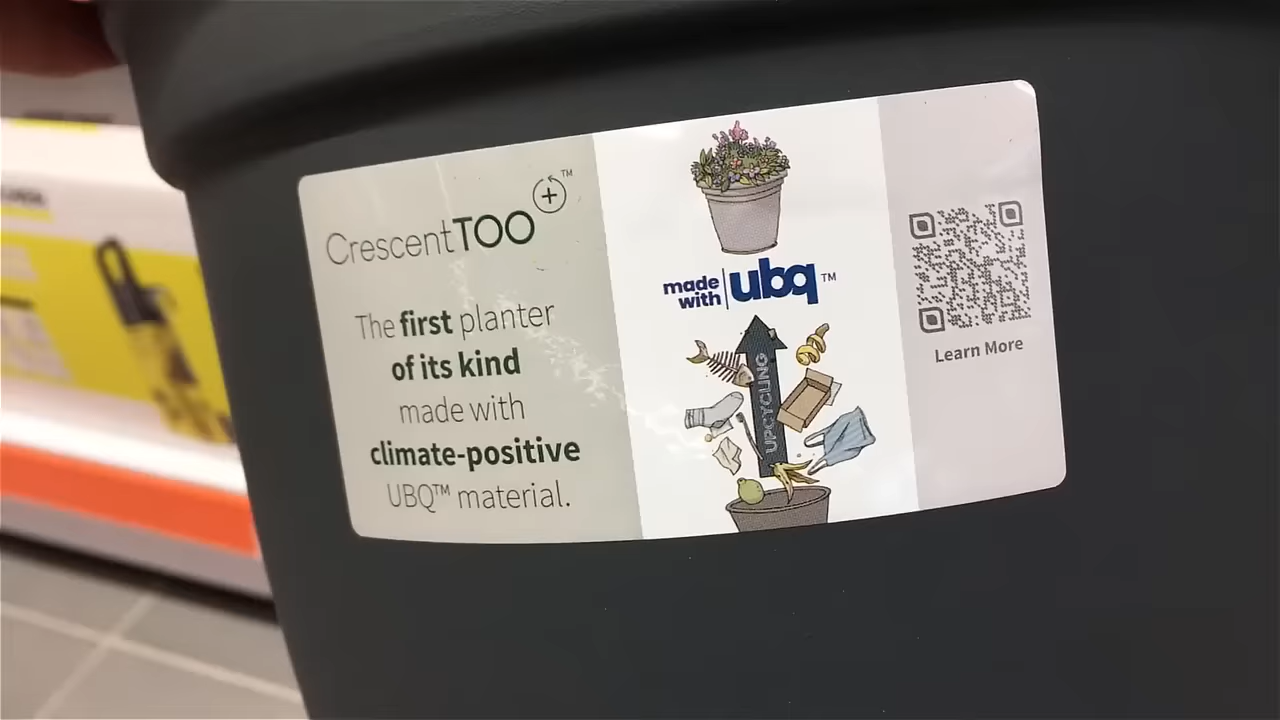 CrescentTOO+™
The first planter
of its kind
made with
climate-positive
UBQ™ material.
made
with
ubq™
UPCYCLING
Learn More